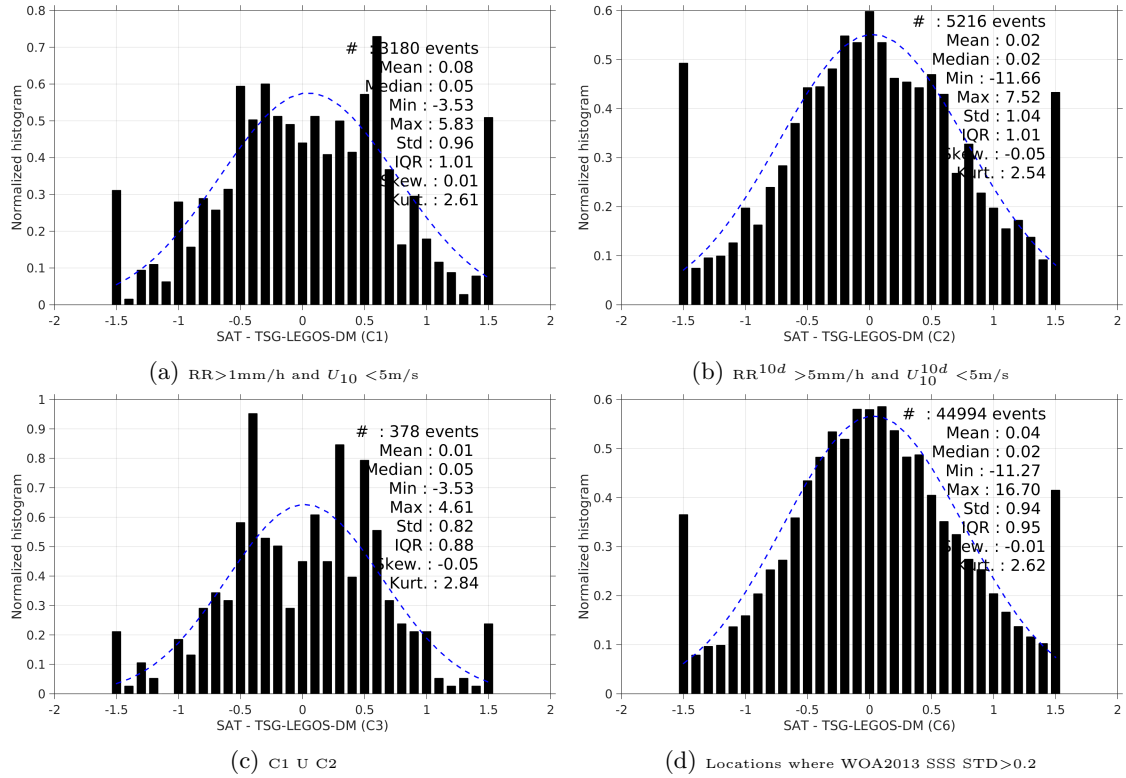 0.8
0.7
0.6
0.5
0.4
0.3
0.2
0.1
0
Normalized histogram
# : 3180 events
Mean : 0.08
Median : 0.05
Min : -3.53
Max : 5.83
Std : 0.96
IQR : 1.01
Skew. : 0.01
Kurt. : 2.61
-2 -1.5 -1 -0.5 0 0.5 1 1.5 2
SAT - TSG-LEGOS-DM (C1)
(a) RR>1mm/h and U10 <5m/s
0.6
0.5
0.4
0.3
0.2
0.1
0
Normalized histogram
# : 5216 events
Mean : 0.02
Median : 0.02
Min : -11.66
Max : 7.52
Std : 1.04
IQR : 1.01
Skew. : -0.05
Kurt. : 2.54
-2 -1.5 -1 -0.5 0 0.5 1 1.5 2
SAT - TSG-LEGOS-DM (C2)
(b) RR10d >5mm/h and U10 10d <5m/s
1
0.9
0.8
0.7
0.6
0.5
0.4
0.3
0.2
0.1
0
Normalized histogram
# : 378 events
Mean : 0.01
Median : 0.05
Min : -3.53
Max : 4.61
Std : 0.82
IQR : 0.88
Skew. : -0.05
Kurt. : 2.84
-2 -1.5 -1 -0.5 0 0.5 1 1.5 2
SAT - TSG-LEGOS-DM (C3)
(c) C1 U C2
0.6
0.5
0.4
0.3
0.2
0.1
0
Normalized histogram
# : 44994 events
Mean : 0.04
Median : 0.02
Min : -11.27
Max : 16.70
Std : 0.94
IQR : 0.95
Skew. : -0.01
Kurt. : 2.62
-2 -1.5 -1 -0.5 0 0.5 1 1.5 2
SAT - TSG-LEGOS-DM (C6)
(d) Locations where WOA2013 SSS STD>0.2